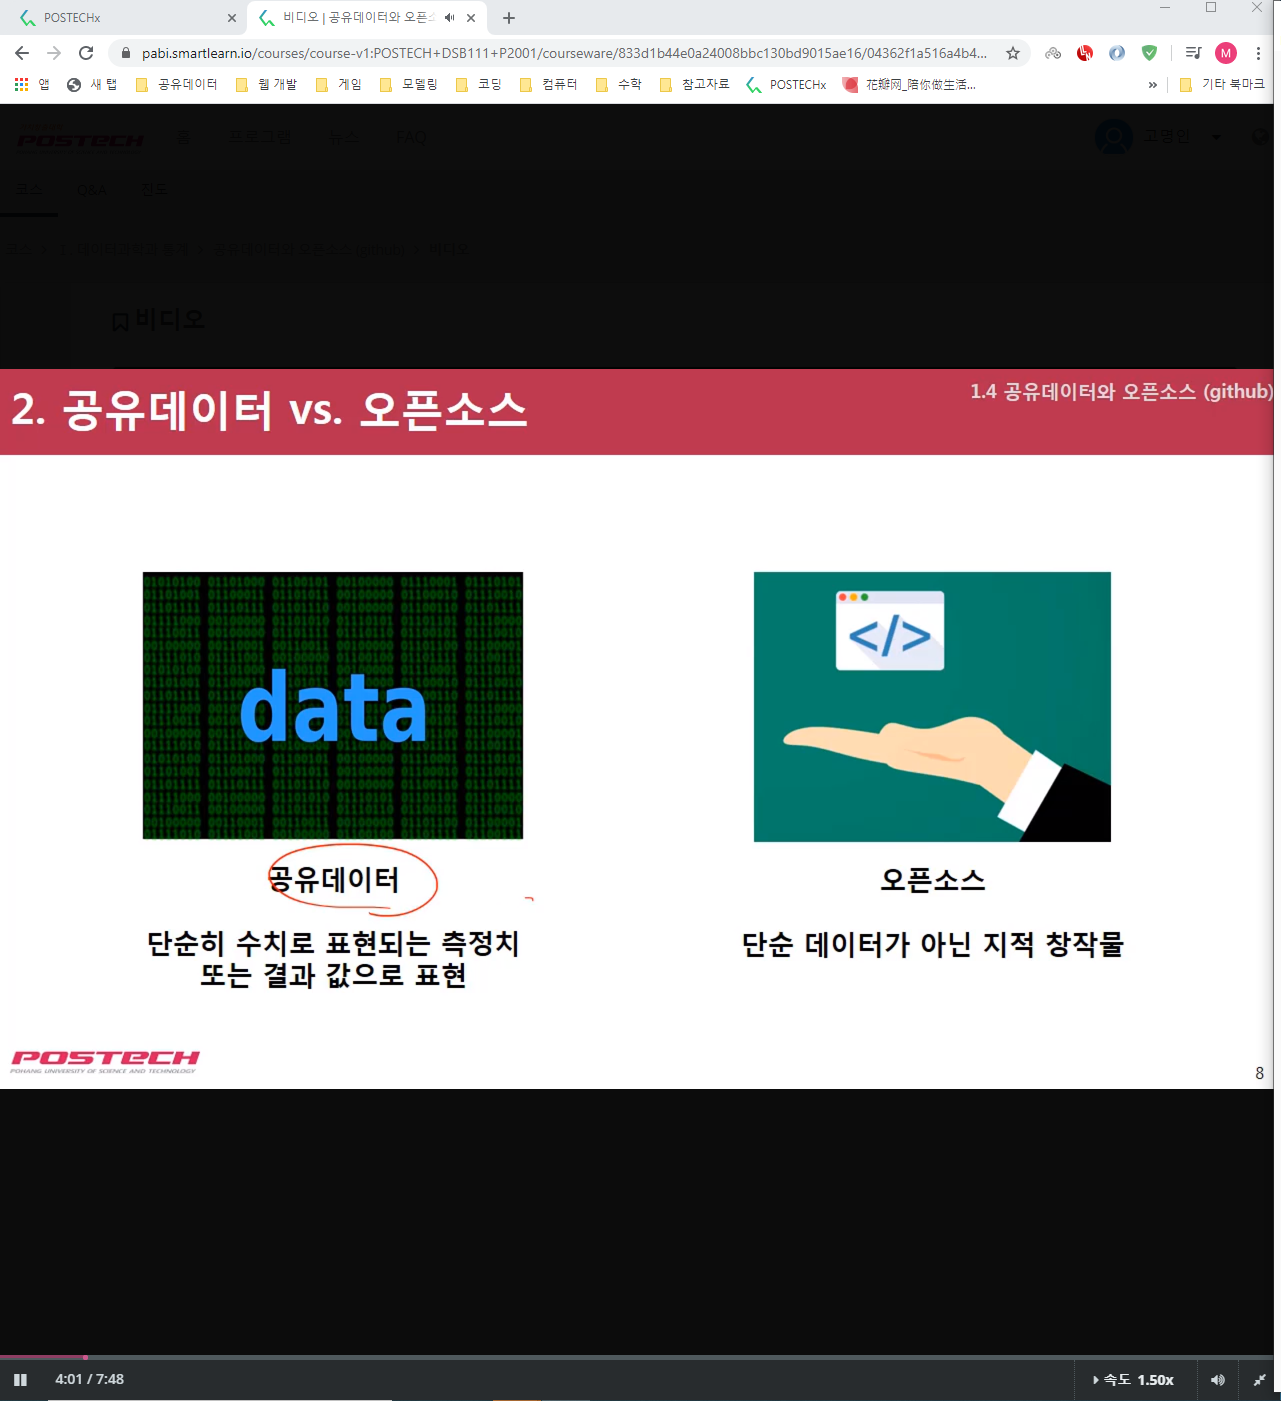 POSTECHx
비디오 | 공유데이터와 오픈소
pabi.smartlearn.io/courses/course-v1:POSTECH+DSB111+P2001/courseware/833d1b44e0a24008bbc130bd9015ae16/04362f1a516a4b4...
M
앱 새 탭 공유데이터 웹 개발 게임 모델링 코딩 컴퓨터 수학 참고자료 POSTECHx 花瓣网_陪你做生活... » 기타 북마크
POSTECH 홈 프로그램 뉴스 FAQ 고명인
코스 Q&A 진도
비디오
비디오
2. 공유데이터 vs. 오픈소스
1.4 공유데이터와 오픈소스 (github)
data
</>
공유데이터
단순히 수치로 표현되는 측정치
또는 결과 값으로 표현
오픈소스
단순 데이터가 아닌 지적 창작물
POSTECH
POHANG UNIVERSITY OF SCIENCE AND TECHNOLOGY
8
4:01 / 7:48
속도 1.50x